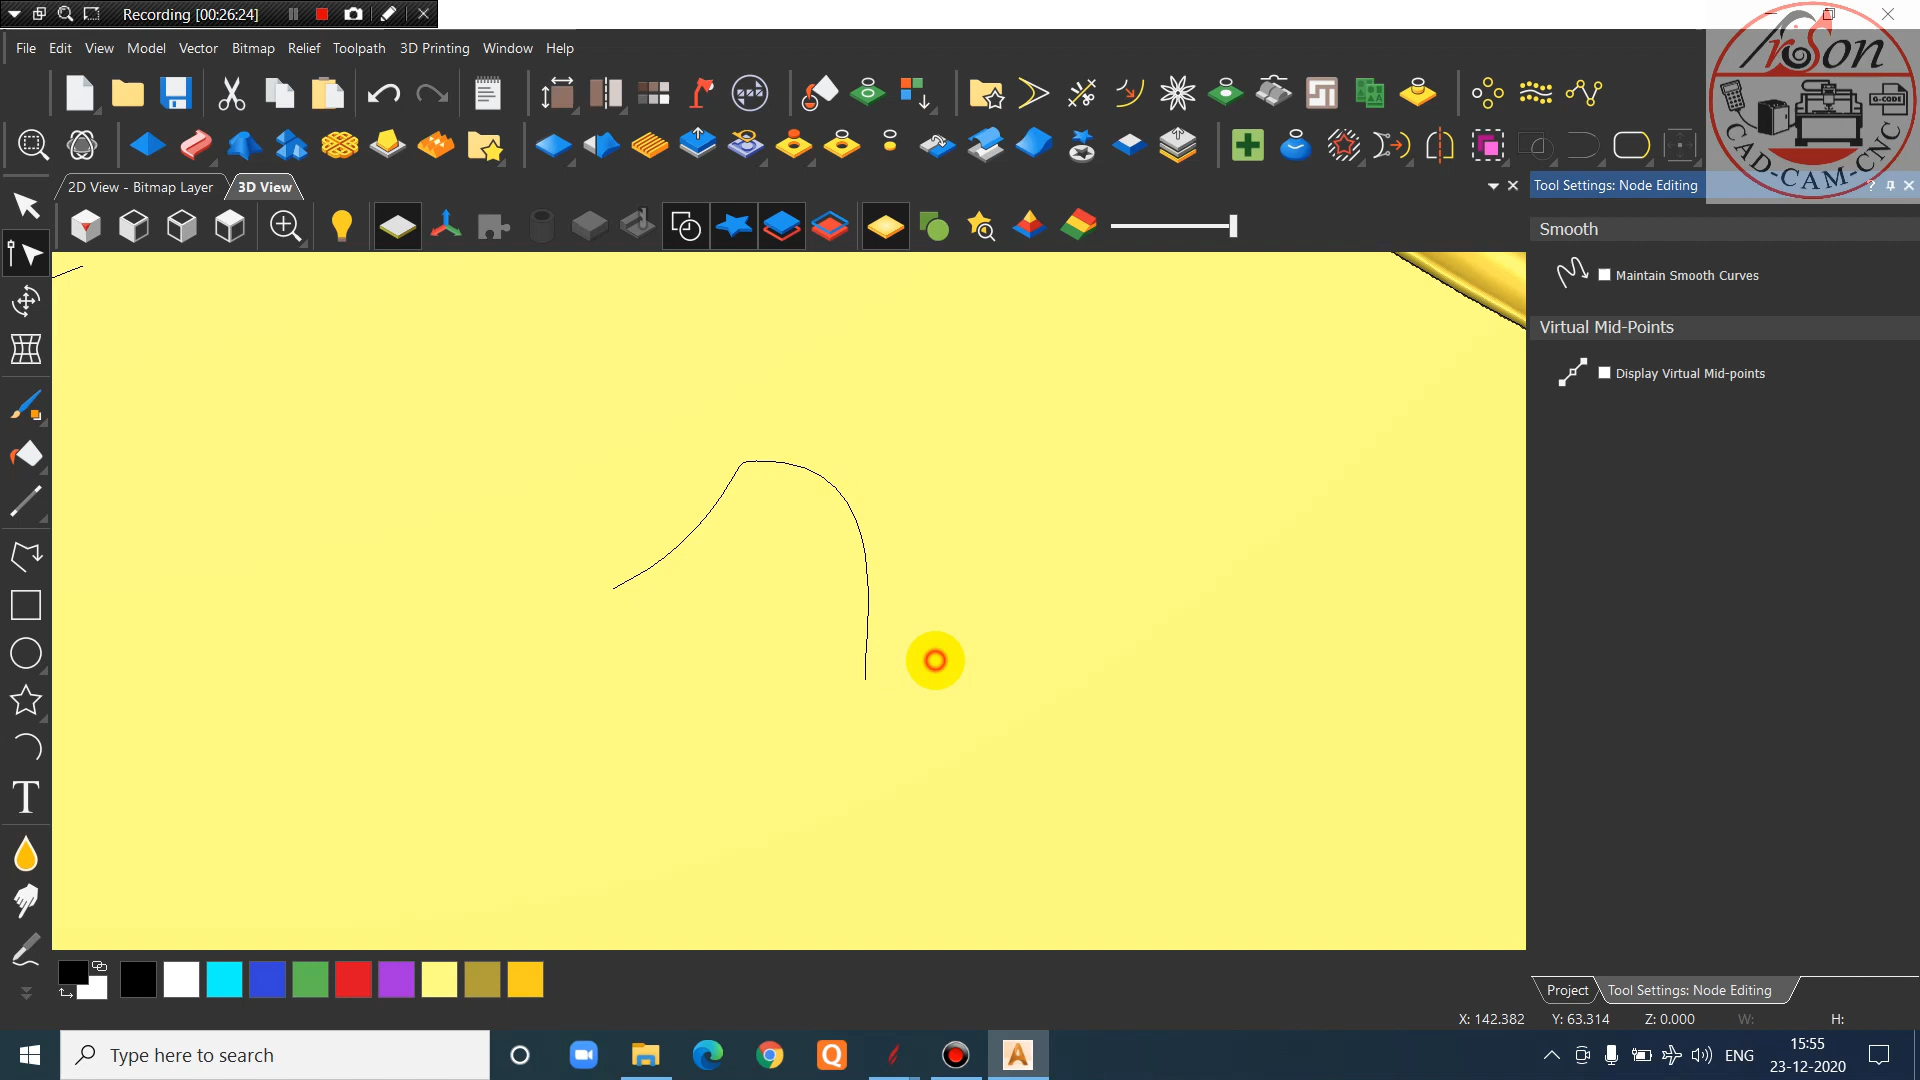 Recording [00:26:24]
File Edit View Model Vector Bitmap Relief Toolpath 3D Printing Window Help
ArSon
G-CODE
CAD-CAM-CNC
2D View - Bitmap Layer 3D View
Tool Settings: Node Editing
Smooth
Maintain Smooth Curves
Virtual Mid-Points
Display Virtual Mid-points
T
Project Tool Settings: Node Editing
X: 142.382 Y: 63.314 Z: 0.000 W: H:
Type here to search
Q
A
ENG
15:55
23-12-2020